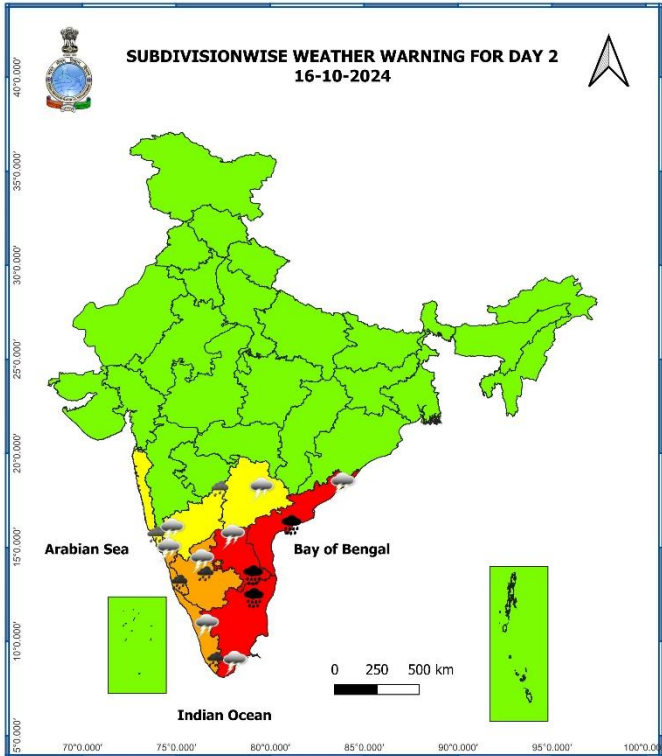 SUBDIVISIONWISE WEATHER WARNING FOR DAY 2
16-10-2024
40°0.000'
35°0.000'
30°0.000'
25°0.000'
20°0.000'
15°0.000'
10°0.000'
5°0.000'
Arabian Sea
Bay of Bengal
0 250 500 km
Indian Ocean
70°0.000' 75°0.000' 80°0.000' 85°0.000' 90°0.000' 95°0.000' 100°0.000'